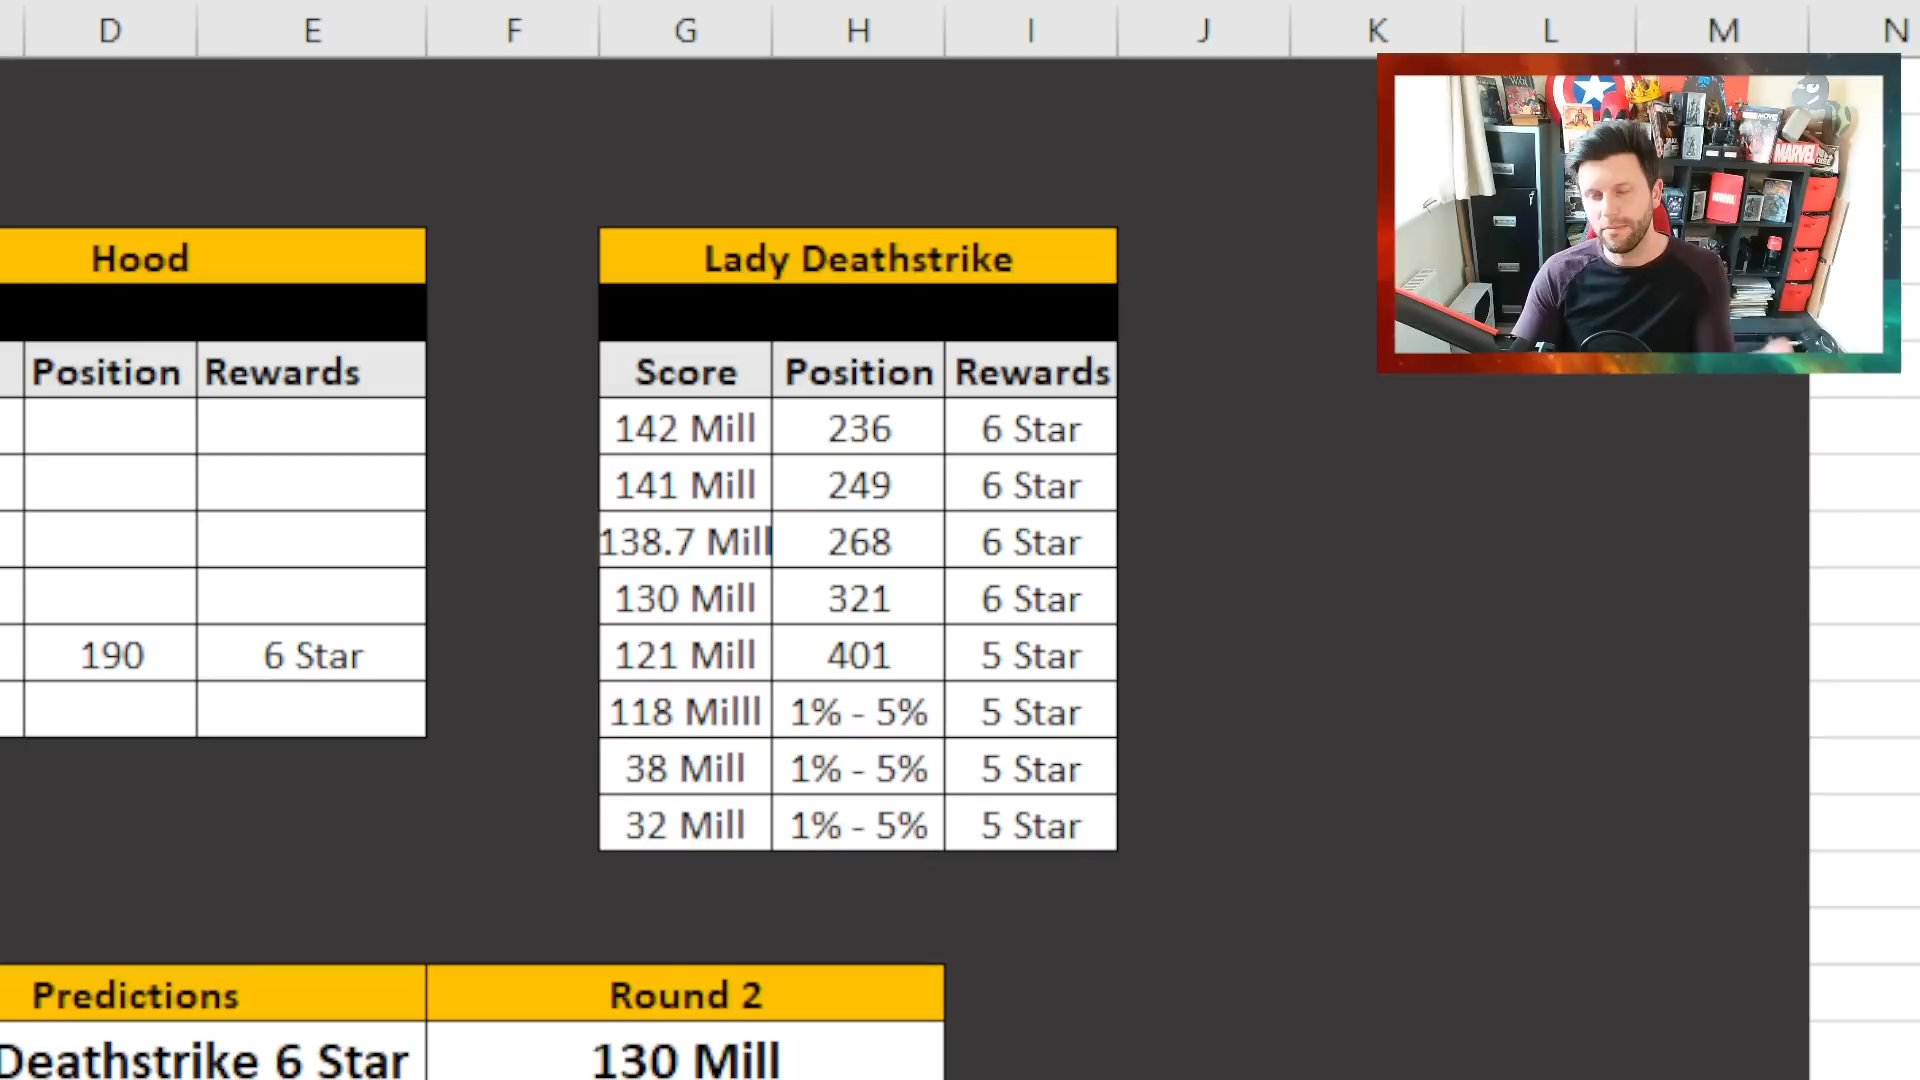 D E F G H I J K L M N
Hood
Lady Deathstrike
Position Rewards
Score Position Rewards
142 Mill 236 6 Star
141 Mill 249 6 Star
138.7 Mill 268 6 Star
130 Mill 321 6 Star
190 6 Star
121 Mill 401 5 Star
118 Milll 1% - 5% 5 Star
38 Mill 1% - 5% 5 Star
32 Mill 1% - 5% 5 Star
Predictions
Round 2
Deathstrike 6 Star
130 Mill
MARVEL